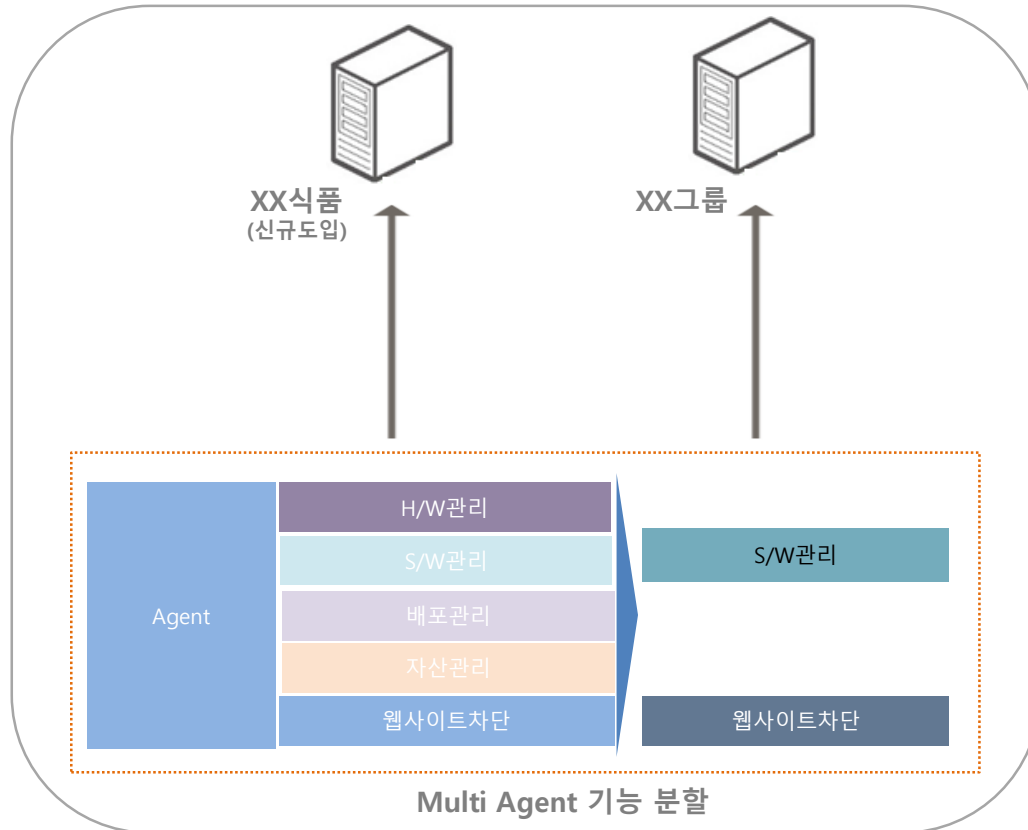 XX식품
(신규도입)
XX그룹
Agent
H/W관리
S/W관리
배포관리
자산관리
웹사이트차단
S/W관리
웹사이트차단
Multi Agent 기능 분할